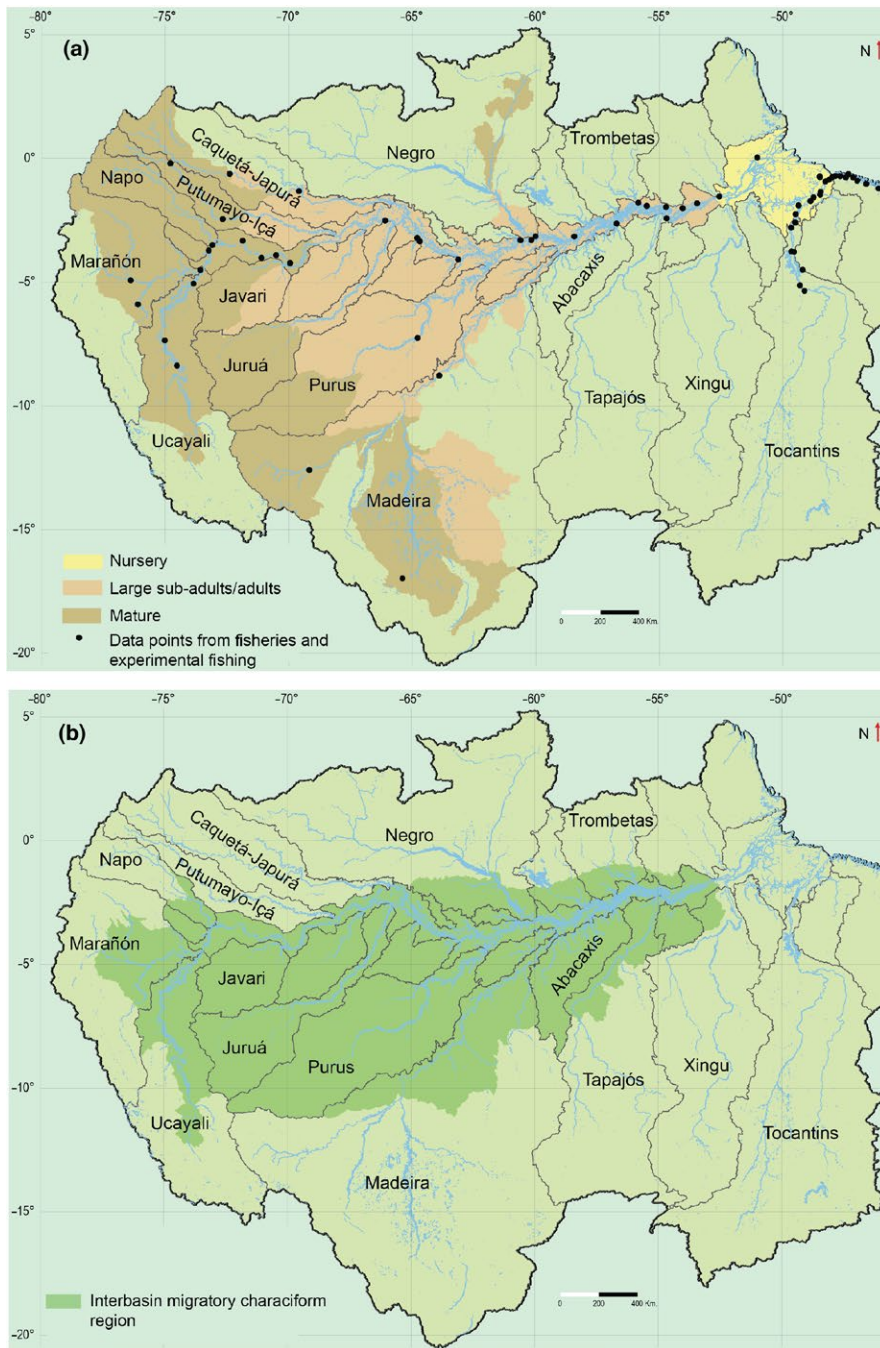 −80° −75° −70° −65° −60° −55° −50°
5°
(a)
N
Trombetas
Negro
Caquetá-Japurá
0°
Napo
Putumayo-Içá
Marañón
Abacaxis
−5°
Javari
Juruá
Purus
Tapajós
Xingu
−10°
Ucayali
Tocantins
Madeira
−15°
Nursery
Large sub-adults/adults
Mature
0 200 400 Km.
Data points from fisheries and
experimental fishing
−20°
−80° −75° −70° −65° −60° −55° −50°
5°
(b)
N
Trombetas
Negro
Caquetá-Japurá
0°
Napo
Putumayo-Içá
Marañón
Abacaxis
−5°
Javari
Juruá
Purus
Tapajós
Xingu
−10°
Ucayali
Tocantins
Madeira
−15°
0 200 400 Km.
Interbasin migratory characiform
region
−20°